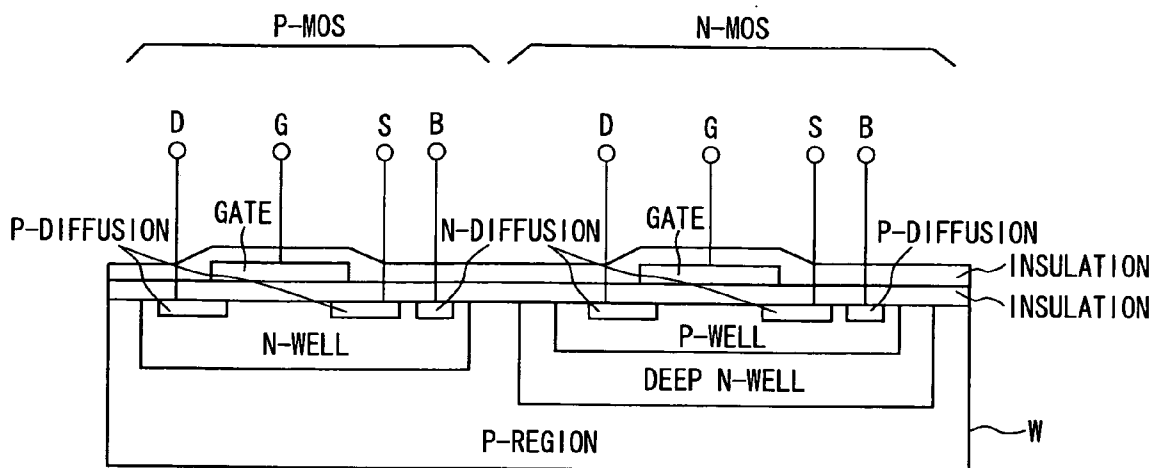 P-MOS N-MOS
D G S B D G S B
P-DIFFUSION GATE N-DIFFUSION GATE P-DIFFUSION
INSULATION
INSULATION
N-WELL P-WELL
DEEP N-WELL
P-REGION W